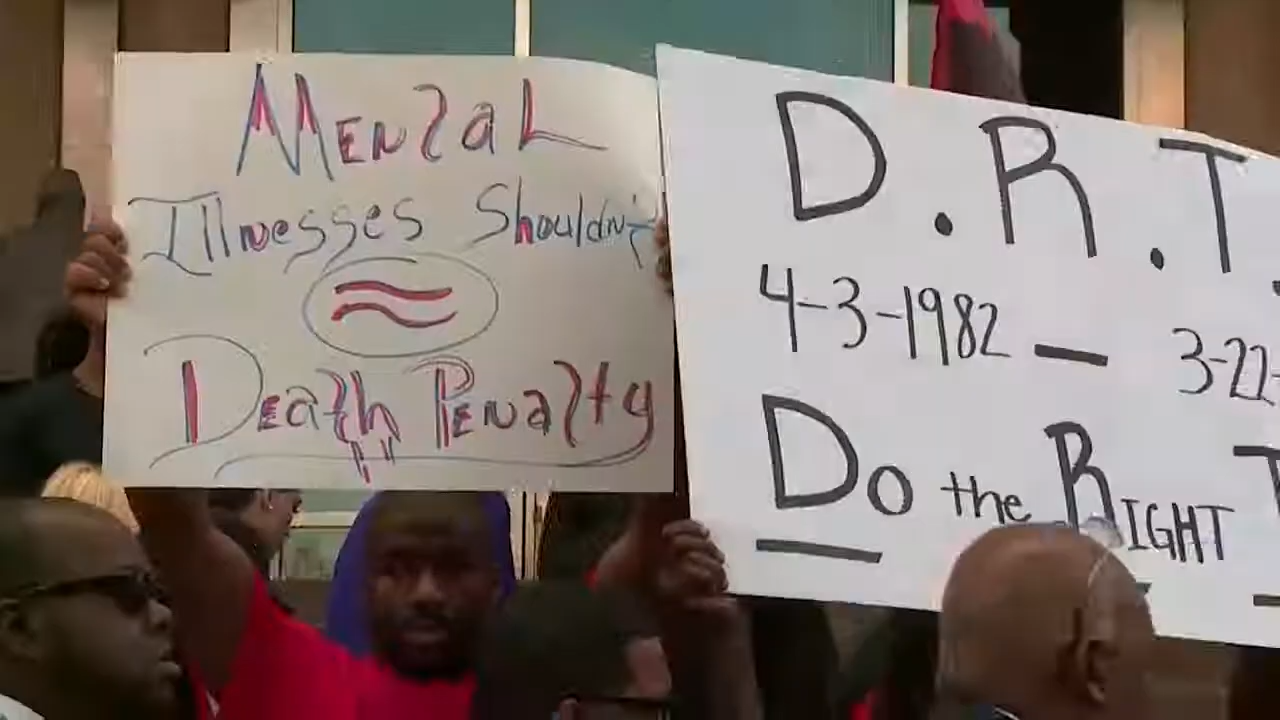 Mental
Illnesses Shouldn't
≈
Death Penalty
D.R.T.
4-3-1982 — 3-22-
Do the Right T